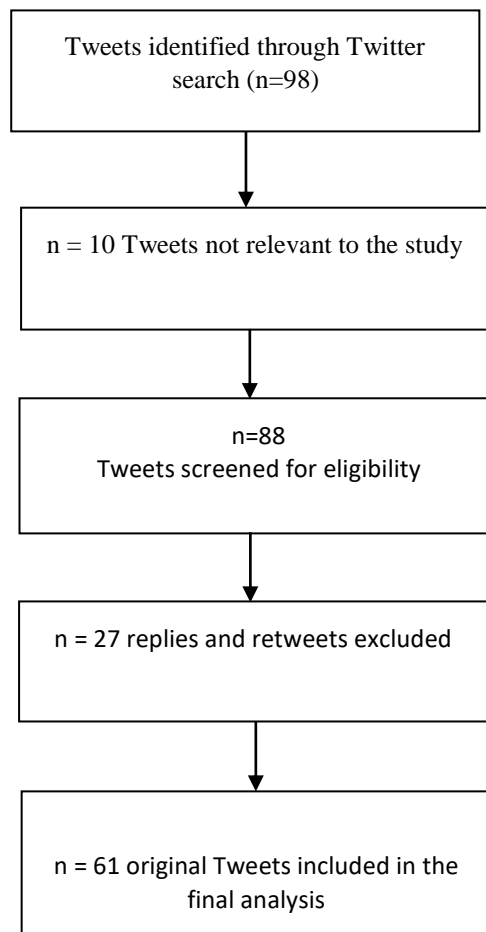 Tweets identified through Twitter
search (n=98)
n = 10 Tweets not relevant to the study
n=88
Tweets screened for eligibility
n = 27 replies and retweets excluded
n = 61 original Tweets included in the
final analysis